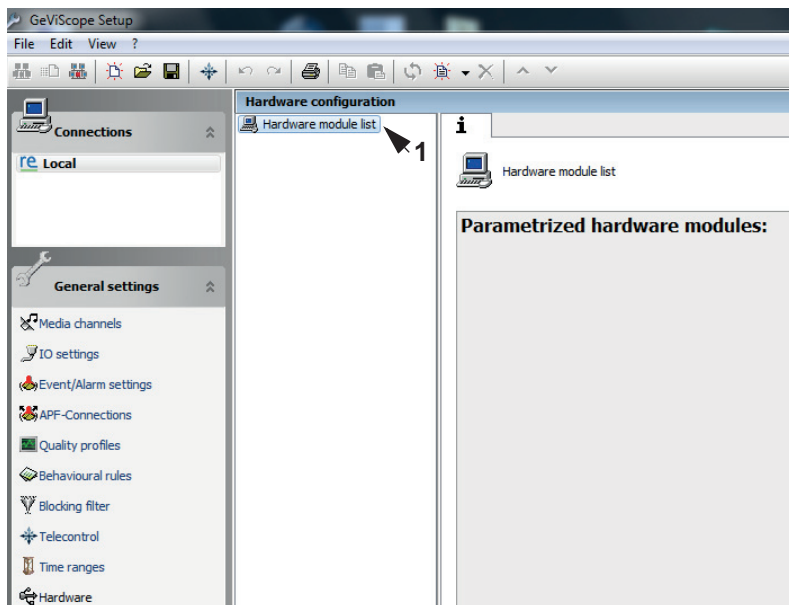 GeViScope Setup
File Edit View ?
Connections
re Local
General settings
Media channels
IO settings
Event/Alarm settings
APF-Connections
Quality profiles
Behavioural rules
Blocking filter
Telecontrol
Time ranges
Hardware
Hardware configuration
Hardware module list
1
i
Hardware module list
Parametrized hardware modules: